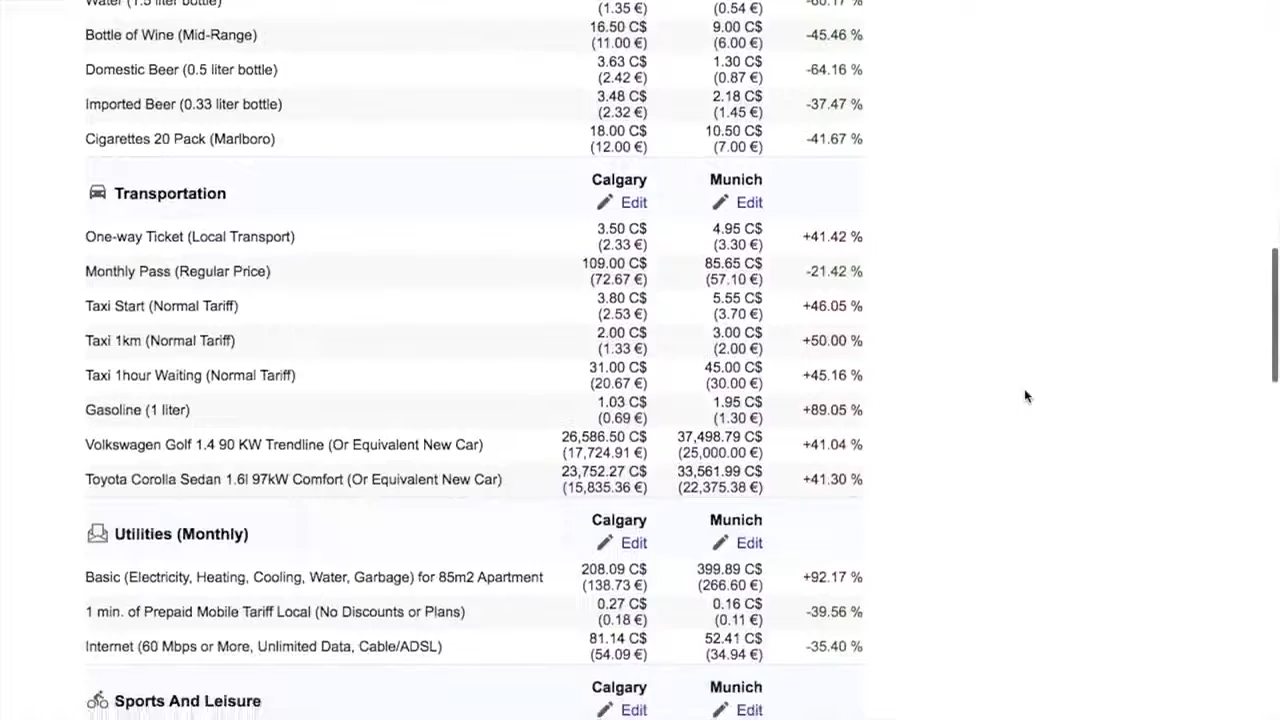 Water (1.5 liter bottle) (1.35 €) (0.54 €) -60.17 %
Bottle of Wine (Mid-Range) 16.50 C$ 9.00 C$ -45.46 %
(11.00 €) (6.00 €)
Domestic Beer (0.5 liter bottle) 3.63 C$ 1.30 C$ -64.16 %
(2.42 €) (0.87 €)
Imported Beer (0.33 liter bottle) 3.48 C$ 2.18 C$ -37.47 %
(2.32 €) (1.45 €)
Cigarettes 20 Pack (Marlboro) 18.00 C$ 10.50 C$ -41.67 %
(12.00 €) (7.00 €)
Transportation Calgary Munich
Edit Edit
One-way Ticket (Local Transport) 3.50 C$ 4.95 C$ +41.42 %
(2.33 €) (3.30 €)
Monthly Pass (Regular Price) 109.00 C$ 85.65 C$ -21.42 %
(72.67 €) (57.10 €)
Taxi Start (Normal Tariff) 3.80 C$ 5.55 C$ +46.05 %
(2.53 €) (3.70 €)
Taxi 1km (Normal Tariff) 2.00 C$ 3.00 C$ +50.00 %
(1.33 €) (2.00 €)
Taxi 1hour Waiting (Normal Tariff) 31.00 C$ 45.00 C$ +45.16 %
(20.67 €) (30.00 €)
Gasoline (1 liter) 1.03 C$ 1.95 C$ +89.05 %
(0.69 €) (1.30 €)
Volkswagen Golf 1.4 90 KW Trendline (Or Equivalent New Car) 26,586.50 C$ 37,498.79 C$ +41.04 %
(17,724.91 €) (25,000.00 €)
Toyota Corolla Sedan 1.6l 97kW Comfort (Or Equivalent New Car) 23,752.27 C$ 33,561.99 C$ +41.30 %
(15,835.36 €) (22,375.38 €)
Utilities (Monthly) Calgary Munich
Edit Edit
Basic (Electricity, Heating, Cooling, Water, Garbage) for 85m2 Apartment 208.09 C$ 399.89 C$ +92.17 %
(138.73 €) (266.60 €)
1 min. of Prepaid Mobile Tariff Local (No Discounts or Plans) 0.27 C$ 0.16 C$ -39.56 %
(0.18 €) (0.11 €)
Internet (60 Mbps or More, Unlimited Data, Cable/ADSL) 81.14 C$ 52.41 C$ -35.40 %
(54.09 €) (34.94 €)
Sports And Leisure Calgary Munich
Edit Edit